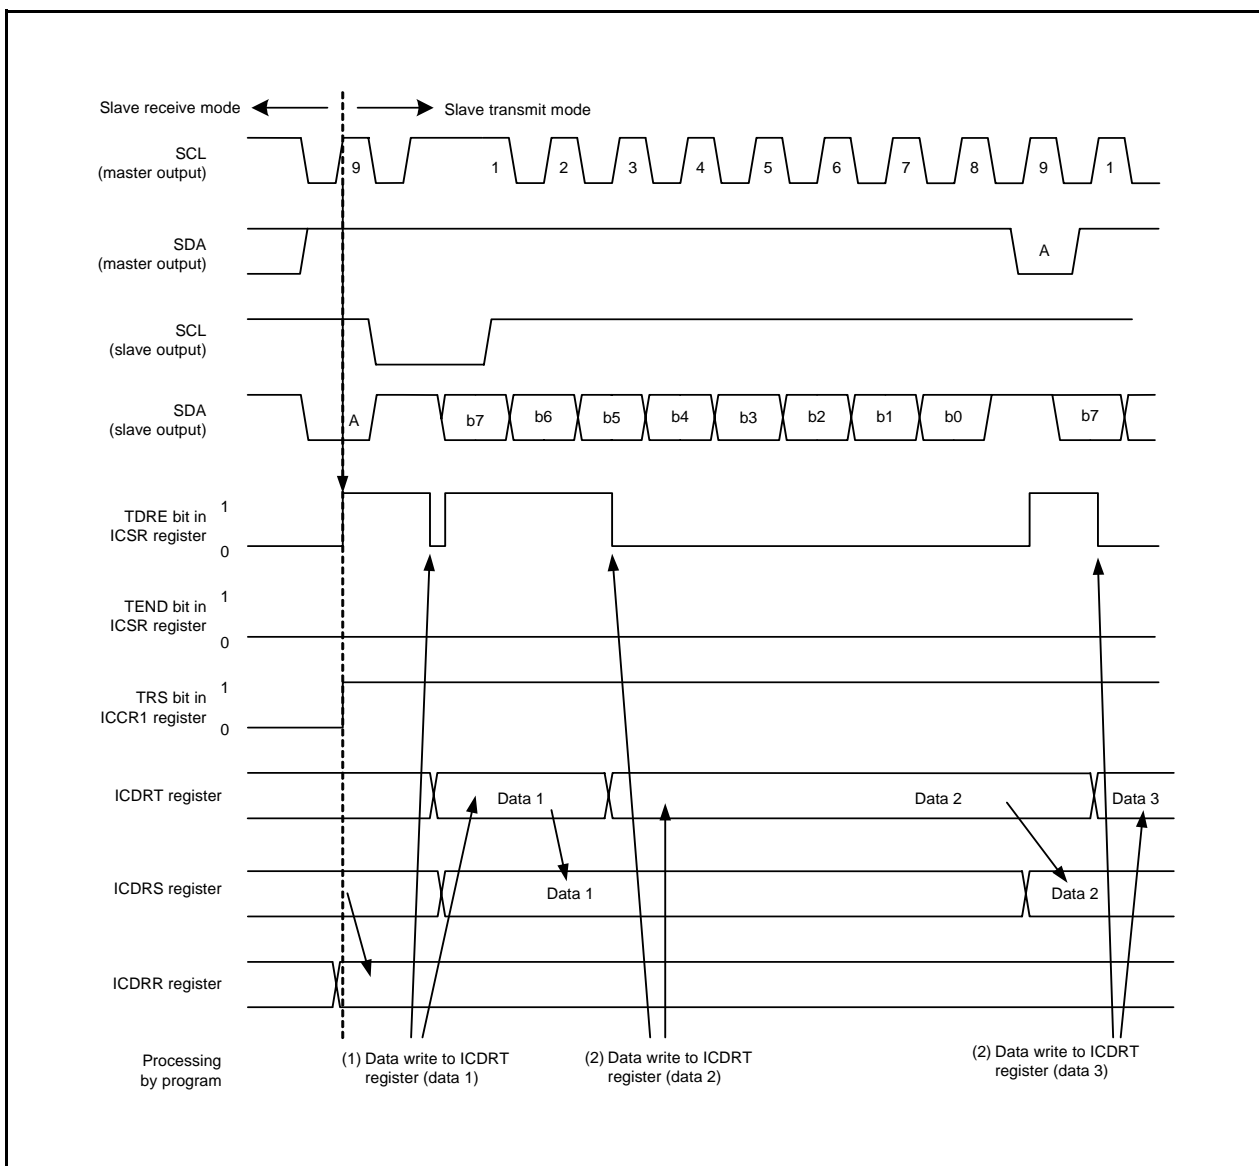 Slave receive mode
Slave transmit mode
SCL
(master output)
9 1 2 3 4 5 6 7 8 9 1
SDA
(master output)
A
SCL
(slave output)
SDA
(slave output)
A b7 b6 b5 b4 b3 b2 b1 b0 b7
TDRE bit in
ICSR register
1
0
TEND bit in
ICSR register
1
0
TRS bit in
ICCR1 register
1
0
ICDRT register
Data 1
Data 2
Data 3
ICDRS register
Data 1
Data 2
ICDRR register
Processing
by program
(1) Data write to ICDRT
register (data 1)
(2) Data write to ICDRT
register (data 2)
(2) Data write to ICDRT
register (data 3)